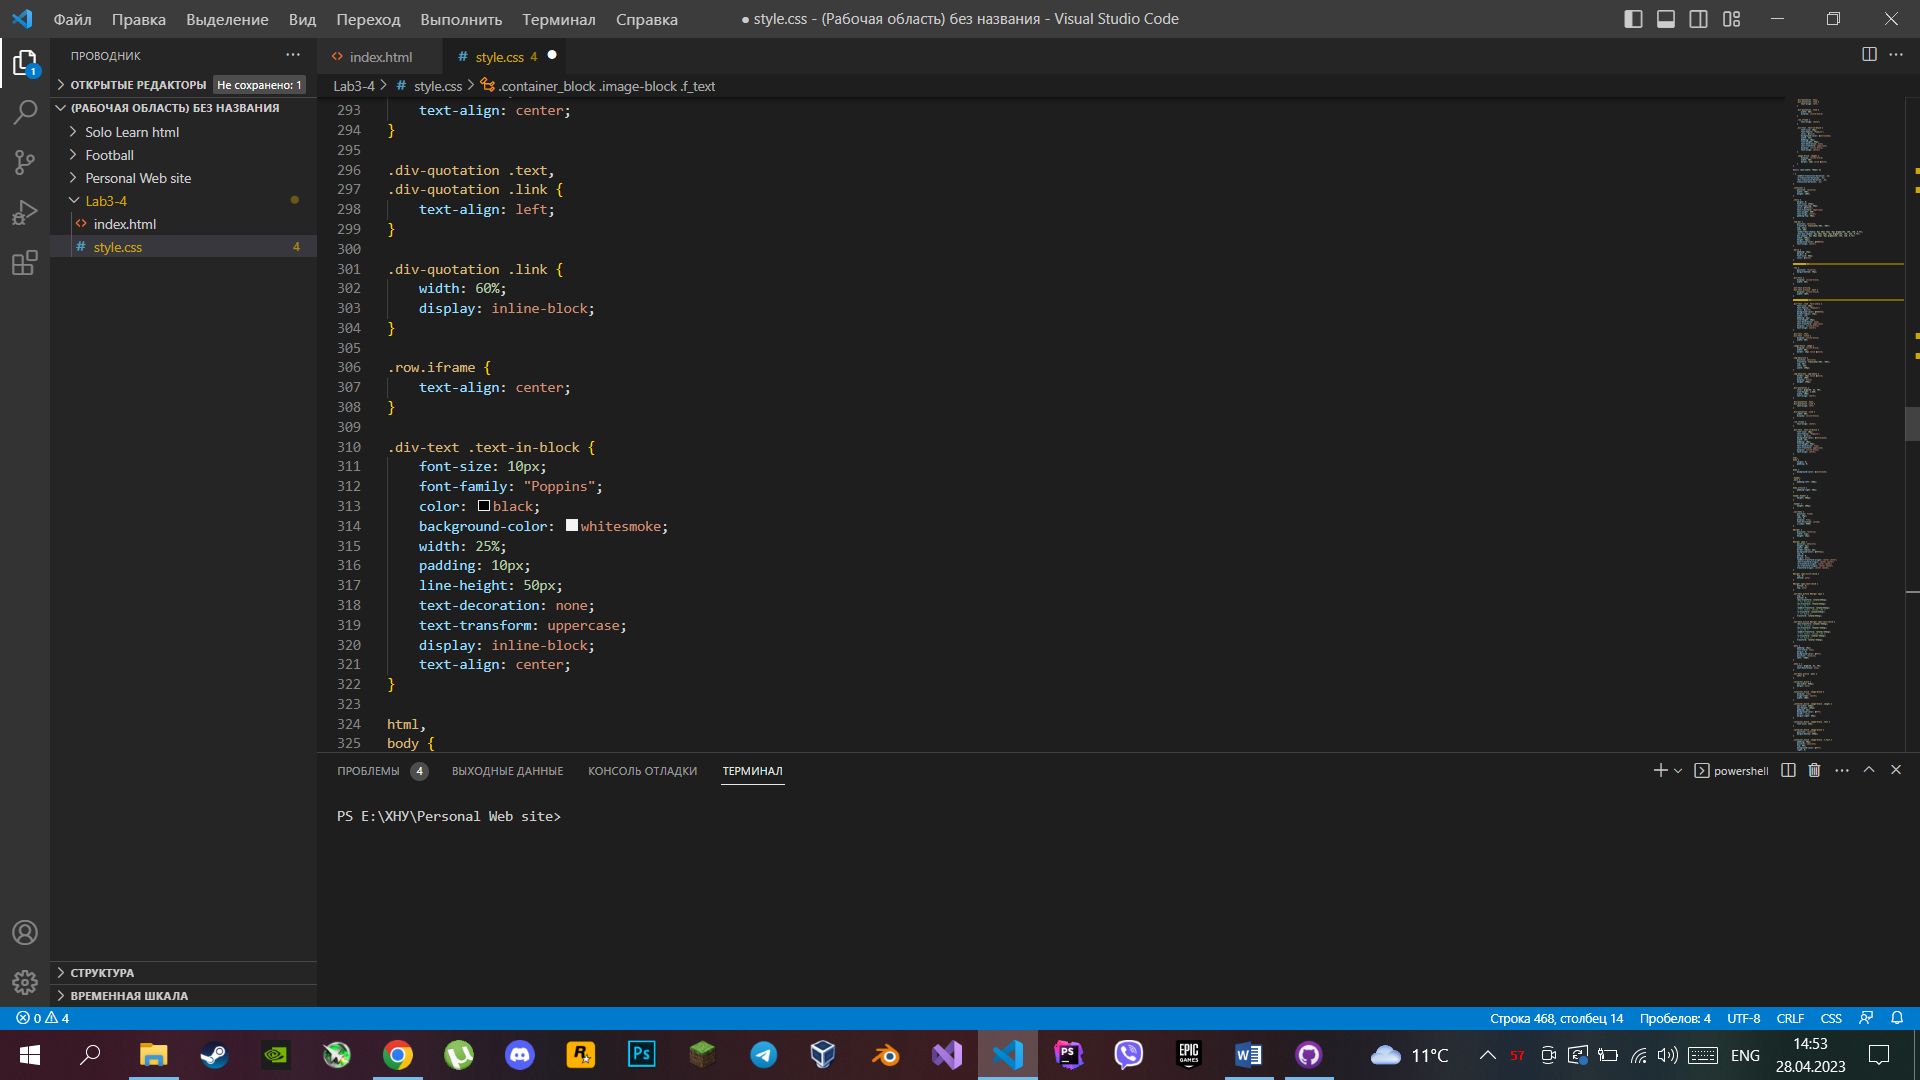 Файл Правка Выделение Вид Переход Выполнить Терминал Справка
● style.css - (Рабочая область) без названия - Visual Studio Code
ПРОВОДНИК
ОТКРЫТЫЕ РЕДАКТОРЫ Не сохранено: 1
(РАБОЧАЯ ОБЛАСТЬ) БЕЗ НАЗВАНИЯ
Solo Learn html
Football
Personal Web site
Lab3-4
index.html
style.css 4
СТРУКТУРА
ВРЕМЕННАЯ ШКАЛА
index.html
# style.css 4
Lab3-4 > # style.css > .container_block .image-block .f_text
293 text-align: center;
294 }
295
296 .div-quotation .text,
297 .div-quotation .link {
298 text-align: left;
299 }
300
301 .div-quotation .link {
302 width: 60%;
303 display: inline-block;
304 }
305
306 .row.iframe {
307 text-align: center;
308 }
309
310 .div-text .text-in-block {
311 font-size: 10px;
312 font-family: "Poppins";
313 color: black;
314 background-color: whitesmoke;
315 width: 25%;
316 padding: 10px;
317 line-height: 50px;
318 text-decoration: none;
319 text-transform: uppercase;
320 display: inline-block;
321 text-align: center;
322 }
323
324 html,
325 body {
ПРОБЛЕМЫ 4 ВЫХОДНЫЕ ДАННЫЕ КОНСОЛЬ ОТЛАДКИ ТЕРМИНАЛ
powershell
PS E:\ХНУ\Personal Web site>
0 4
Строка 468, столбец 14 Пробелов: 4 UTF-8 CRLF CSS
11°C
57
ENG
14:53
28.04.2023